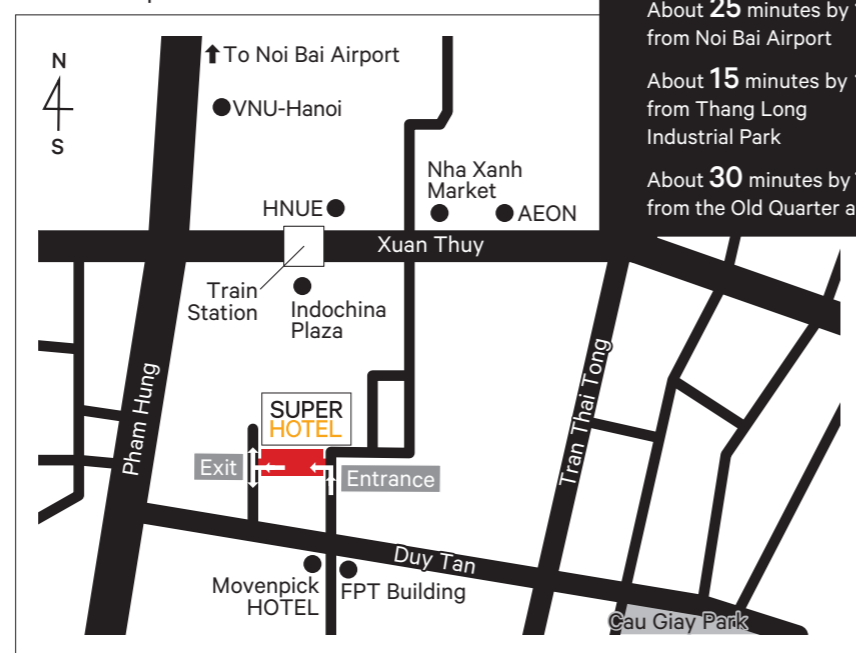 About 25 minutes by
from Noi Bai Airport
About 15 minutes by
from Thang Long
Industrial Park
About 30 minutes by
from the Old Quarter
N
S
To Noi Bai Airport
VNU-Hanoi
Nha Xanh
Market
HNUE
AEON
Xuan Thuy
Train
Station
Indochina
Plaza
Pham Hung
Tran Thai Tong
SUPER
HOTEL
Exit
Entrance
Duy Tan
Movenpick
HOTEL
FPT Building
Cau Giay Park